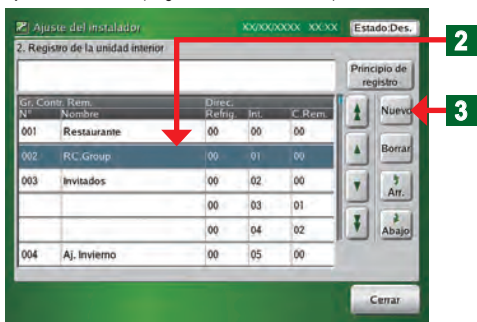 Ajuste del instalador XX/XX/XXXX XX:XX Estado:Des.
2. Registro de la unidad interior
Principio de
registro
Gr. Contr. Rem. Direc.
N° Nombre Refrig. Int. C.Rem.
001 Restaurante 00 00 00
002 RC.Group 00 01 00
003 Invitados 00 02 00
00 03 01
00 04 02
004 Aj. Invierno 00 05 00
Nuevo
Borrar
Arr.
Abajo
Cerrar
2
3